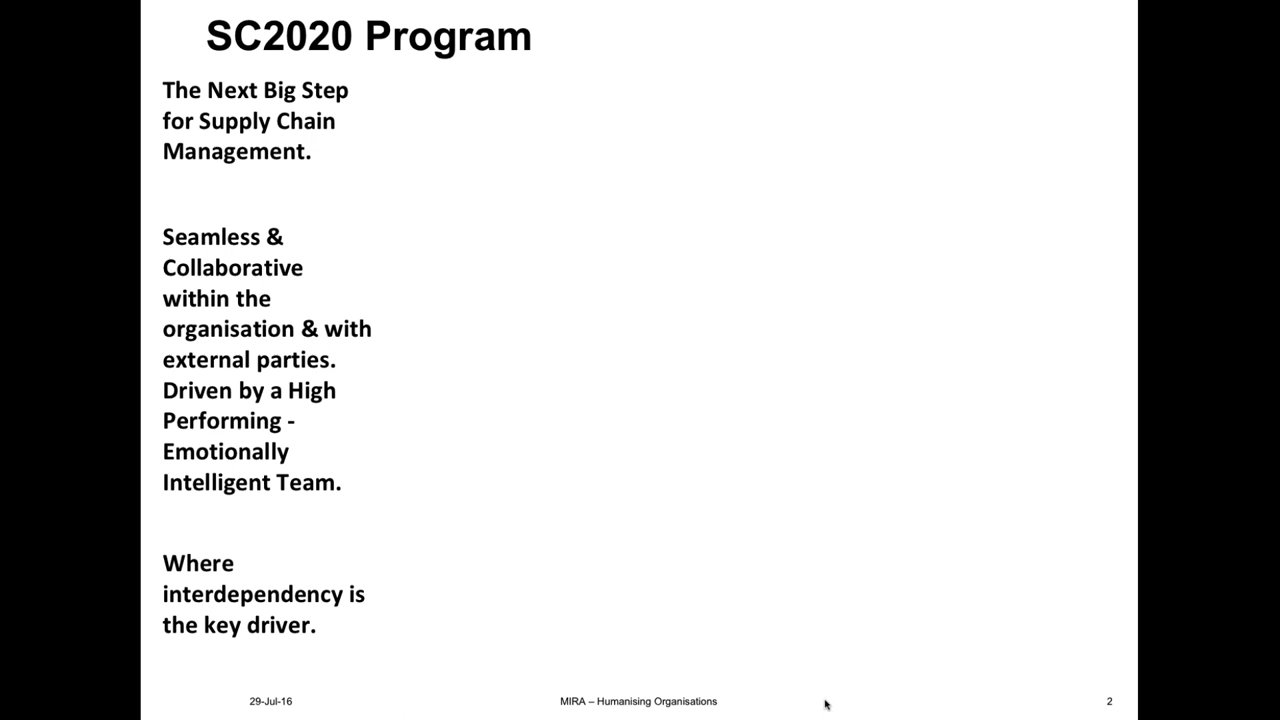 SC2020 Program
The Next Big Step
for Supply Chain
Management.
Seamless &
Collaborative
within the
organisation & with
external parties.
Driven by a High
Performing -
Emotionally
Intelligent Team.
Where
interdependency is
the key driver.
29-Jul-16
MIRA – Humanising Organisations
2